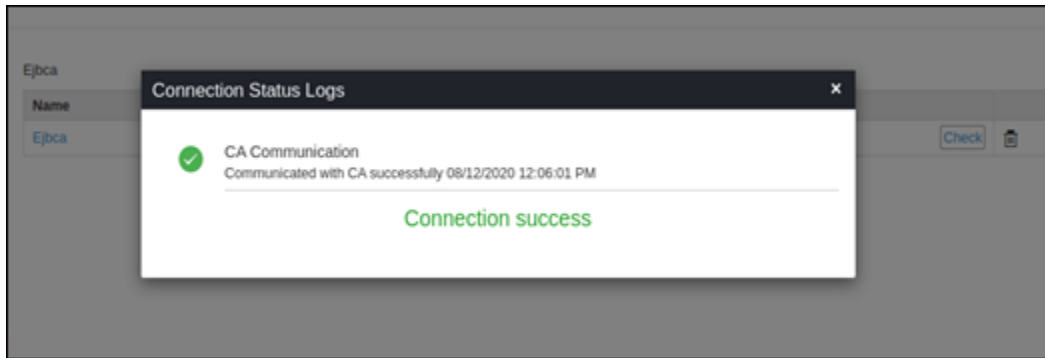 Ejbca
Connection Status Logs ×
Name
Ejbca Check
CA Communication
Communicated with CA successfully 08/12/2020 12:06:01 PM
Connection success